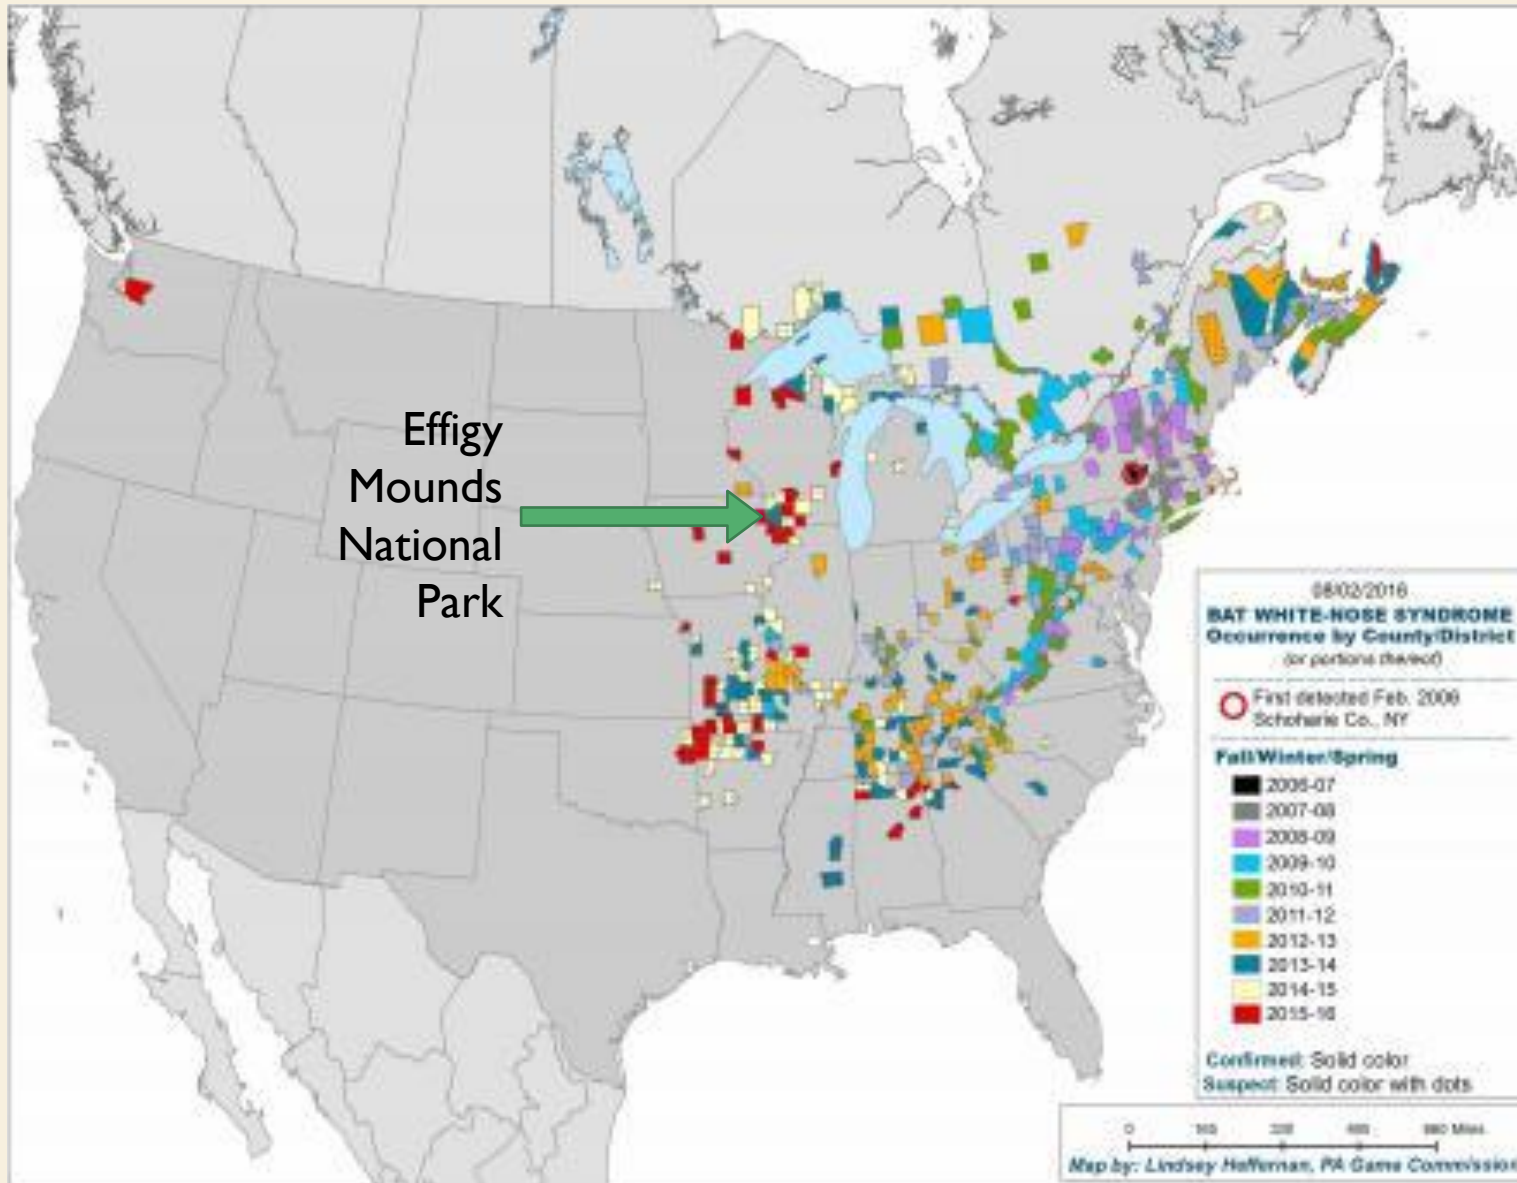 Effigy
Mounds
National
Park
08/02/2016
BAT WHITE-NOSE SYNDROME
Occurrence by County/District
(or portions thereof)
First detected Feb. 2006
Schoharie Co., NY
Fall/Winter/Spring
2006-07
2007-08
2008-09
2009-10
2010-11
2011-12
2012-13
2013-14
2014-15
2015-16
Confirmed: Solid color
Suspect: Solid color with dots
0
Miles
Map by: Lindsey Heffernan, PA Game Commission